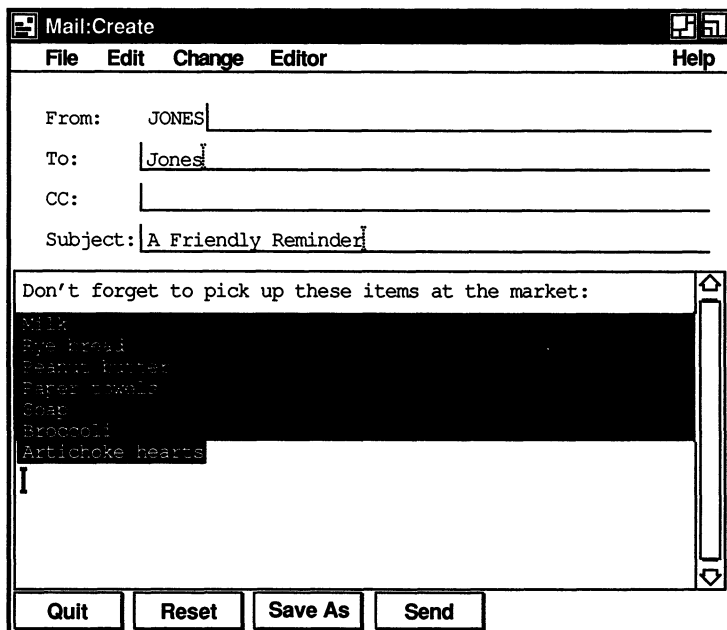 Mail:Create
File Edit Change Editor Help
From: JONES
To: Jones
CC:
Subject: A Friendly Reminder
Don't forget to pick up these items at the market:
Milk
Rye bread
Peanut butter
Paper towels
Soap
Broccoli
Artichoke hearts
Quit Reset Save As Send